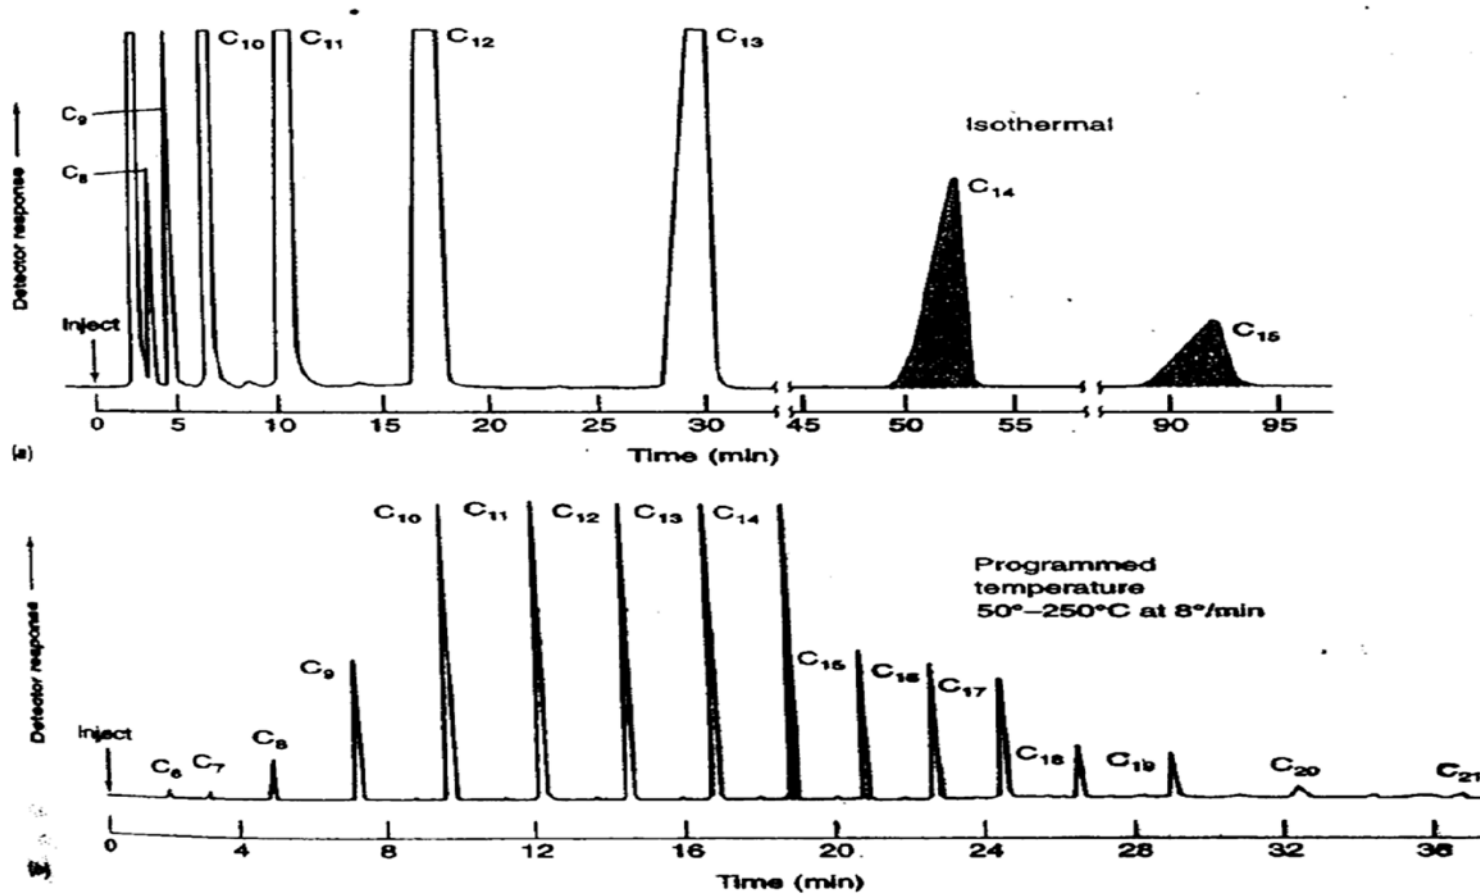 C₁₀
C₁₁
C₁₂
C₁₃
C₉
C₈
Isothermal
C₁₄
C₁₅
Detector response
Inject
0 5 10 15 20 25 30 45 50 55 90 95
(a)
Time (min)
C₁₀ C₁₁ C₁₂ C₁₃ C₁₄
Programmed
temperature
50°–250°C at 8°/min
Detector response
C₉
C₁₅ C₁₆ C₁₇
Inject
C₆ C₇ C₈
C₁₈ C₁₉ C₂₀ C₂₁
0 4 8 12 16 20 24 28 32 36
(b)
Time (min)